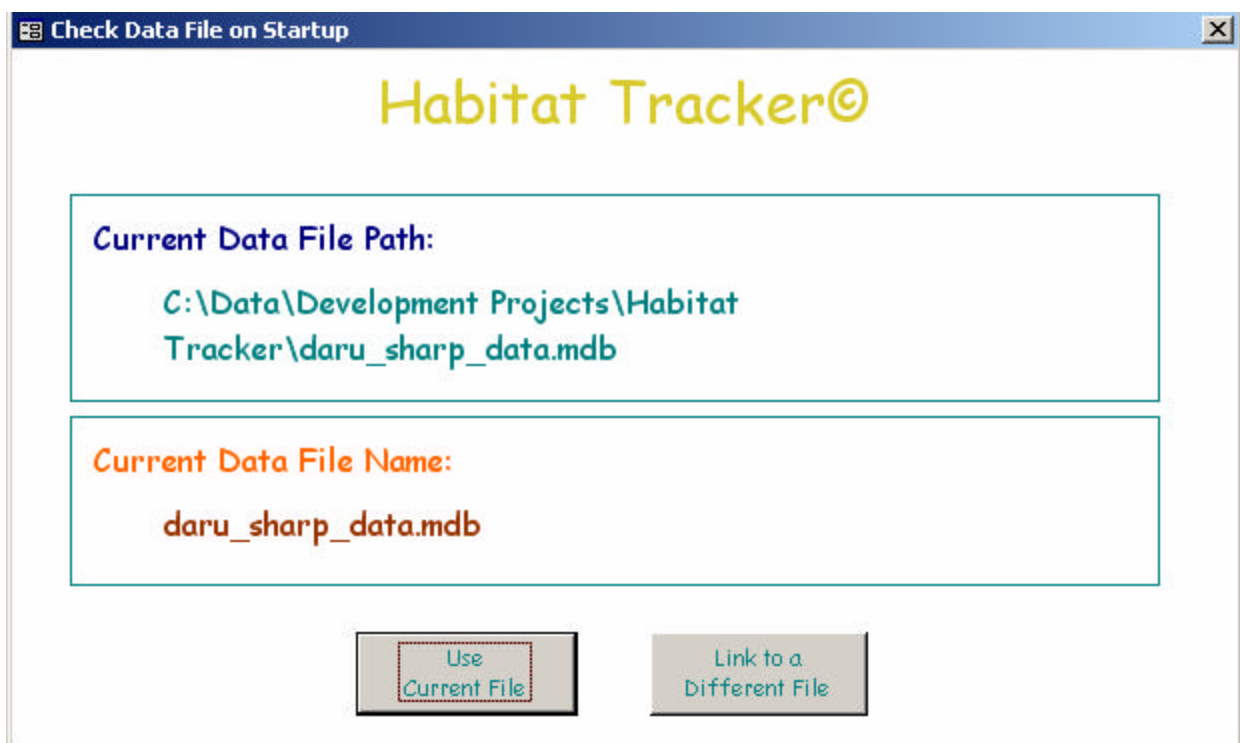 Check Data File on Startup
Habitat Tracker©
Current Data File Path:
C:\Data\Development Projects\Habitat
Tracker\daru_sharp_data.mdb
Current Data File Name:
daru_sharp_data.mdb
Use
Current File
Link to a
Different File